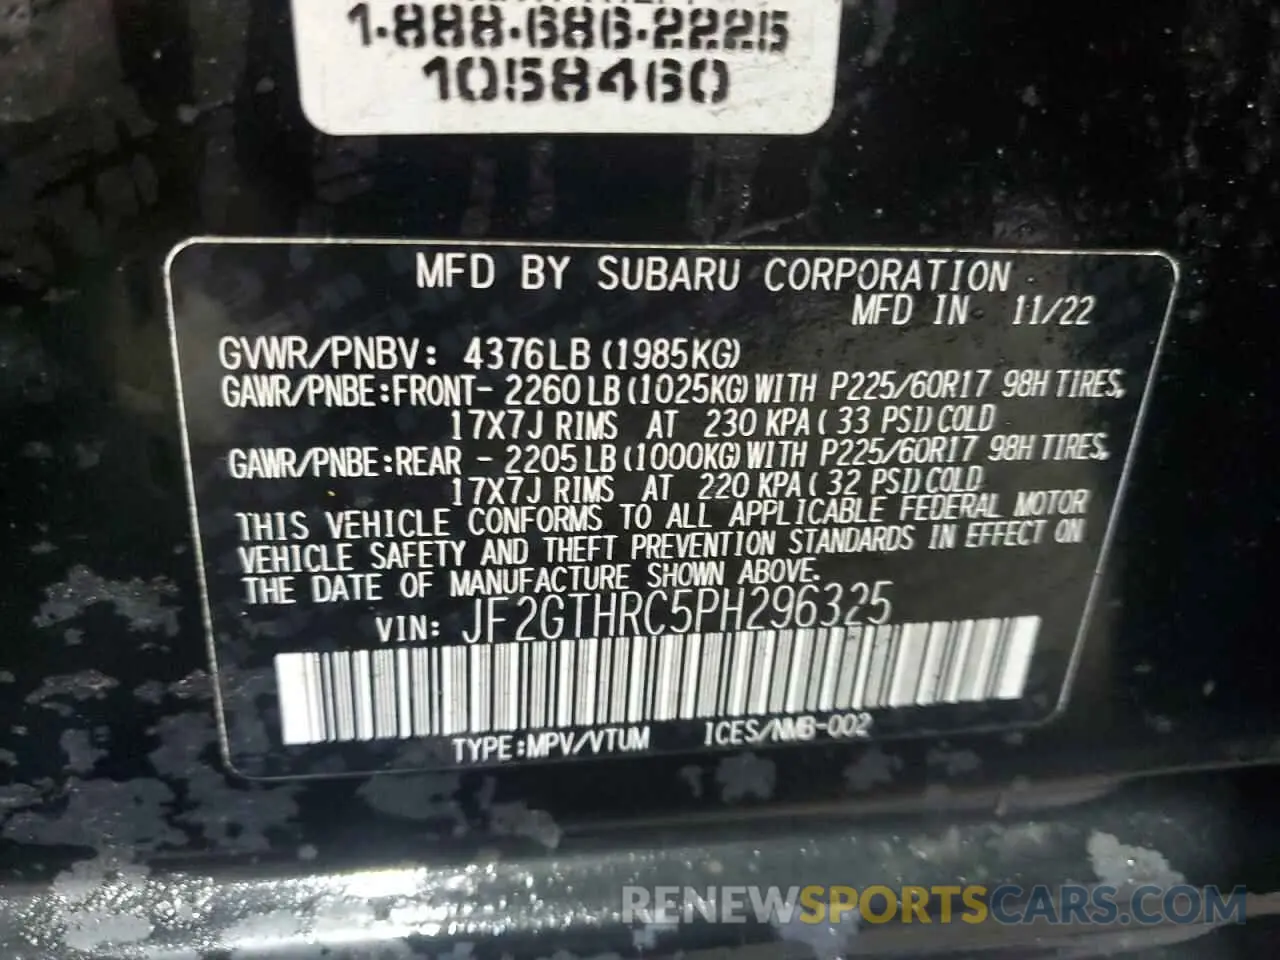 1-888-686-2225
1058460
MFD BY SUBARU CORPORATION
MFD IN 11/22
GVWR/PNBV: 4376LB (1985KG)
GAWR/PNBE:FRONT- 2260 LB (1025KG) WITH P225/60R17 98H TIRES,
17X7J RIMS AT 230 KPA ( 33 PSI) COLD
GAWR/PNBE:REAR - 2205 LB (1000KG) WITH P225/60R17 98H TIRES,
17X7J RIMS AT 220 KPA ( 32 PSI) COLD
THIS VEHICLE CONFORMS TO ALL APPLICABLE FEDERAL MOTOR
VEHICLE SAFETY AND THEFT PREVENTION STANDARDS IN EFFECT ON
THE DATE OF MANUFACTURE SHOWN ABOVE.
VIN: JF2GTHRC5PH296325
TYPE:MPV/VTUM ICES/NMB-002
RENEWSPORTSCARS.COM